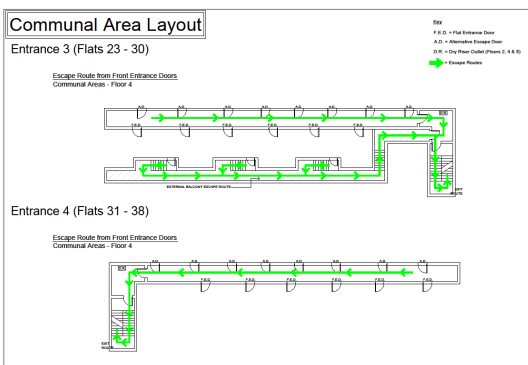 Communal Area Layout
Key
F.E.D. = Flat Entrance Door
A.D. = Alternative Escape Door
D.R. = Dry Riser Outlet (Floors 2, 4 & 6)
= Escape Routes
Entrance 3 (Flats 23 - 30)
Escape Route from Front Entrance Doors
Communal Areas - Floor 4
A.D. A.D. A.D. A.D. A.D. A.D. A.D.
D.R.
F.E.D. F.E.D. F.E.D. F.E.D. F.E.D. F.E.D. F.E.D.
EXTERNAL BALCONY ESCAPE ROUTE
EXIT
ROUTE
Entrance 4 (Flats 31 - 38)
Escape Route from Front Entrance Doors
Communal Areas - Floor 4
D.R.
A.D. A.D. A.D. A.D. A.D. A.D. A.D. A.D.
F.E.D. F.E.D. F.E.D. F.E.D. F.E.D. F.E.D.
EXIT
ROUTE